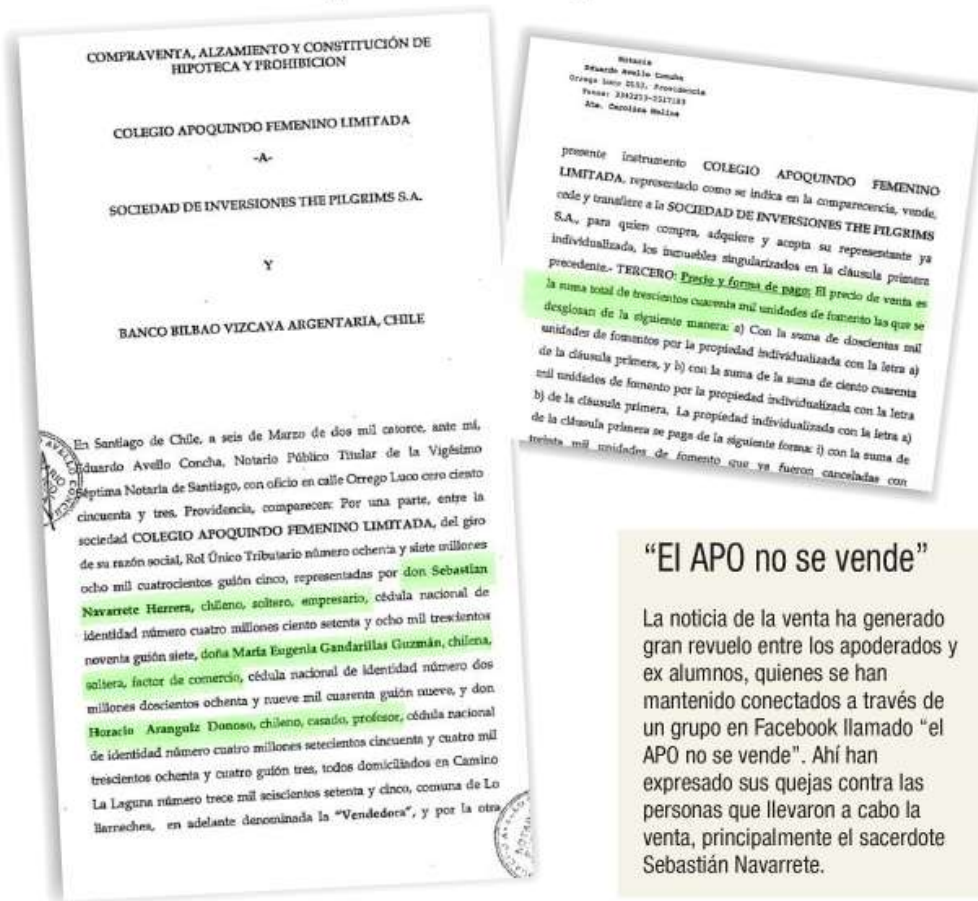 COMPRAVENTA, ALZAMIENTO Y CONSTITUCIÓN DE
HIPOTECA Y PROHIBICION
COLEGIO APOQUINDO FEMENINO LIMITADA
-A-
SOCIEDAD DE INVERSIONES THE PILGRIMS S.A.
Y
BANCO BILBAO VIZCAYA ARGENTARIA, CHILE
En Santiago de Chile, a seis de Marzo de dos mil catorce, ante mí,
Eduardo Avello Concha, Notario Público Titular de la Vigésimo
Séptima Notaría de Santiago, con oficio en calle Orrego Luco cero ciento
cincuenta y tres, Providencia, comparecen: Por una parte, entre la
sociedad COLEGIO APOQUINDO FEMENINO LIMITADA, del giro
de su razón social, Rol Único Tributario número ochenta y siete millones
ocho mil cuatrocientos guión cinco, representadas por don Sebastian
Navarrete Herrera, chileno, soltero, empresario, cédula nacional de
identidad número cuatro millones ciento setenta y ocho mil trescientos
noventa guión siete, doña María Eugenia Gandarillas Guzmán, chilena,
soltera, factor de comercio, cédula nacional de identidad número dos
millones doscientos ochenta y nueve mil cuarenta guión nueve, y don
Horacio Aranguiz Donoso, chileno, casado, profesor, cédula nacional
de identidad número cuatro millones setecientos cincuenta y cuatro mil
trescientos ochenta y cuatro guión tres, todos domiciliados en Camino
La Laguna número trece mil seiscientos setenta y cinco, comuna de Lo
Barnechea, en adelante denominada la "Vendedora", y por la otra
Notaria
Eduardo Avello Concha
Orrego Luco 0153, Providencia
Atn. Carolina Molina
presente instrumento COLEGIO APOQUINDO FEMENINO
LIMITADA, representado como se indica en la comparecencia, vende,
cede y transfiere a la SOCIEDAD DE INVERSIONES THE PILGRIMS
S.A., para quien compra, adquiere y acepta su representante ya
individualizada, los inmuebles singularizados en la cláusula primera
precedente.- TERCERO: Precio y forma de pago: El precio de venta es
la suma total de trescientos cuarenta mil unidades de fomento las que se
desglosan de la siguiente manera: a) Con la suma de doscientas mil
unidades de fomentos por la propiedad individualizada con la letra a)
de la cláusula primera, y b) con la suma de la suma de ciento cuarenta
mil unidades de fomento por la propiedad individualizada con la letra
b) de la cláusula primera. La propiedad individualizada con la letra a)
de la cláusula primera se paga de la siguiente forma: i) con la suma de
mil unidades de fomento que ya fueron canceladas con
“El APO no se vende”
La noticia de la venta ha generado
gran revuelo entre los apoderados y
ex alumnos, quienes se han
mantenido conectados a través de
un grupo en Facebook llamado “el
APO no se vende”. Ahí han
expresado sus quejas contra las
personas que llevaron a cabo la
venta, principalmente el sacerdote
Sebastián Navarrete.